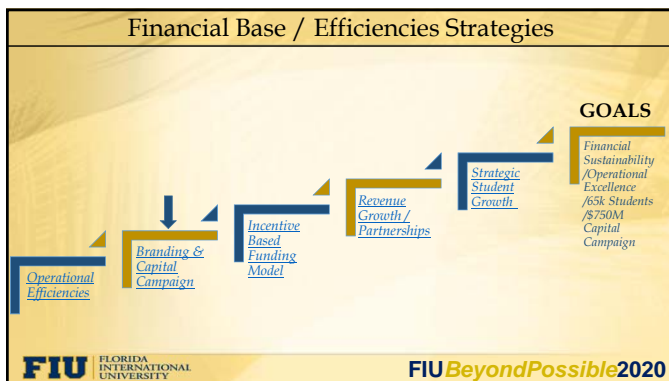 Financial Base / Efficiencies Strategies
Operational
Efficiencies
Branding &
Capital
Campaign
Incentive
Based
Funding
Model
Revenue
Growth /
Partnerships
Strategic
Student
Growth
GOALS
Financial
Sustainability
/Operational
Excellence
/65k Students
/$750M
Capital
Campaign
FIU
FLORIDA
INTERNATIONAL
UNIVERSITY
FIUBeyondPossible2020